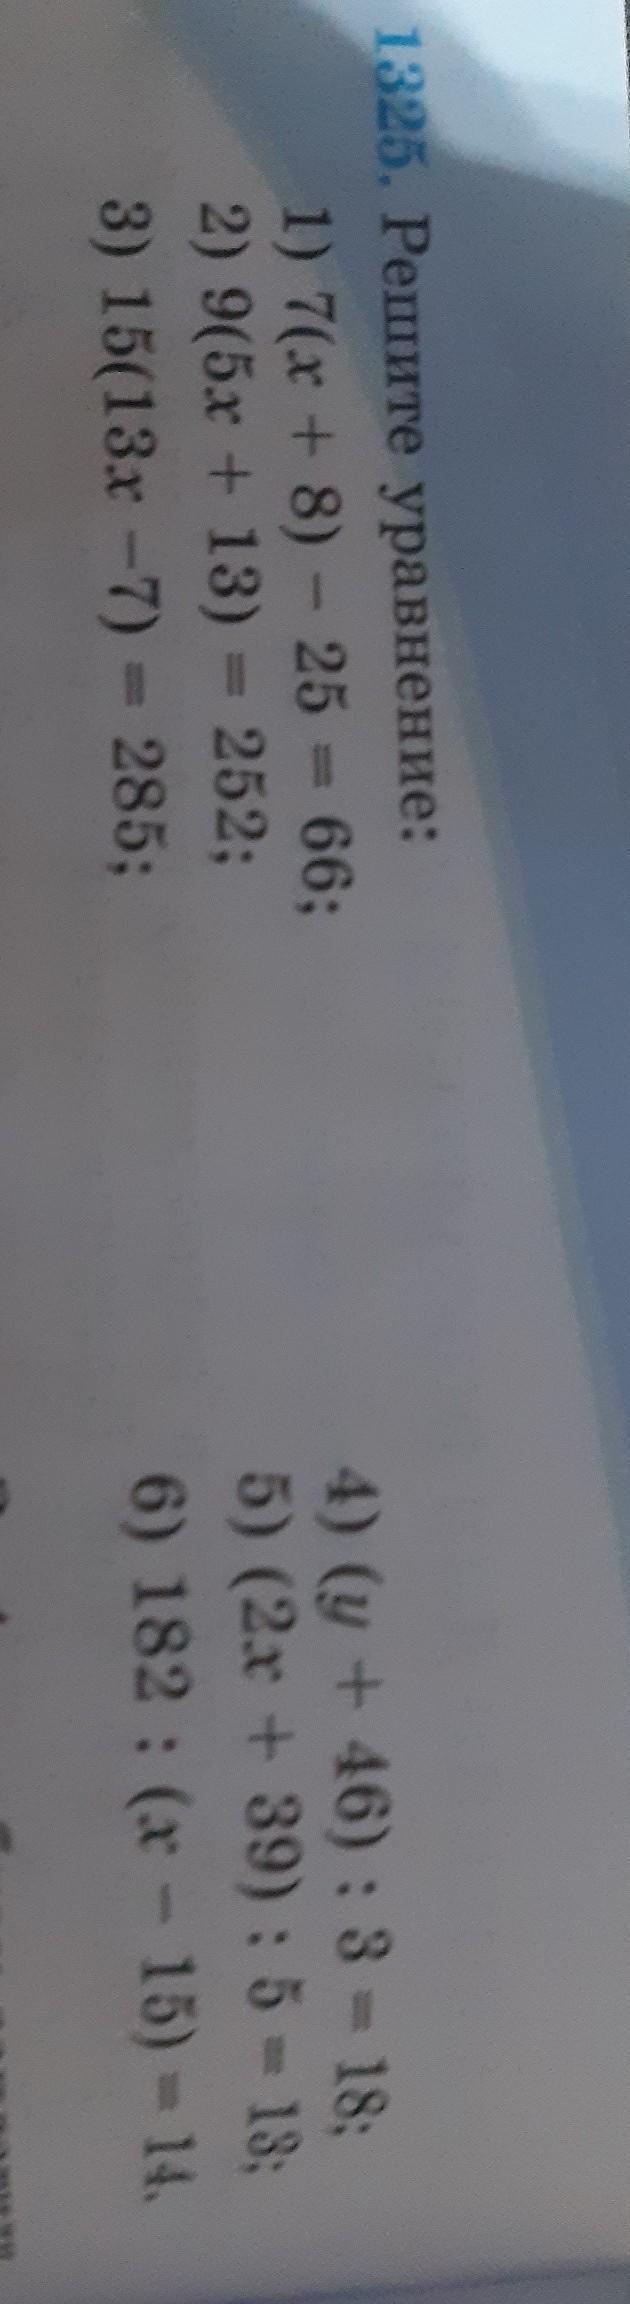 1325. Решите уравнение:
1) 7(x + 8) − 25 = 66;
2) 9(5x + 13) = 252;
3) 15(13x −7) = 285;
4) (y + 46) : 3 = 18;
5) (2x + 39) : 5 = 13;
6) 182 : (x − 15) = 14.